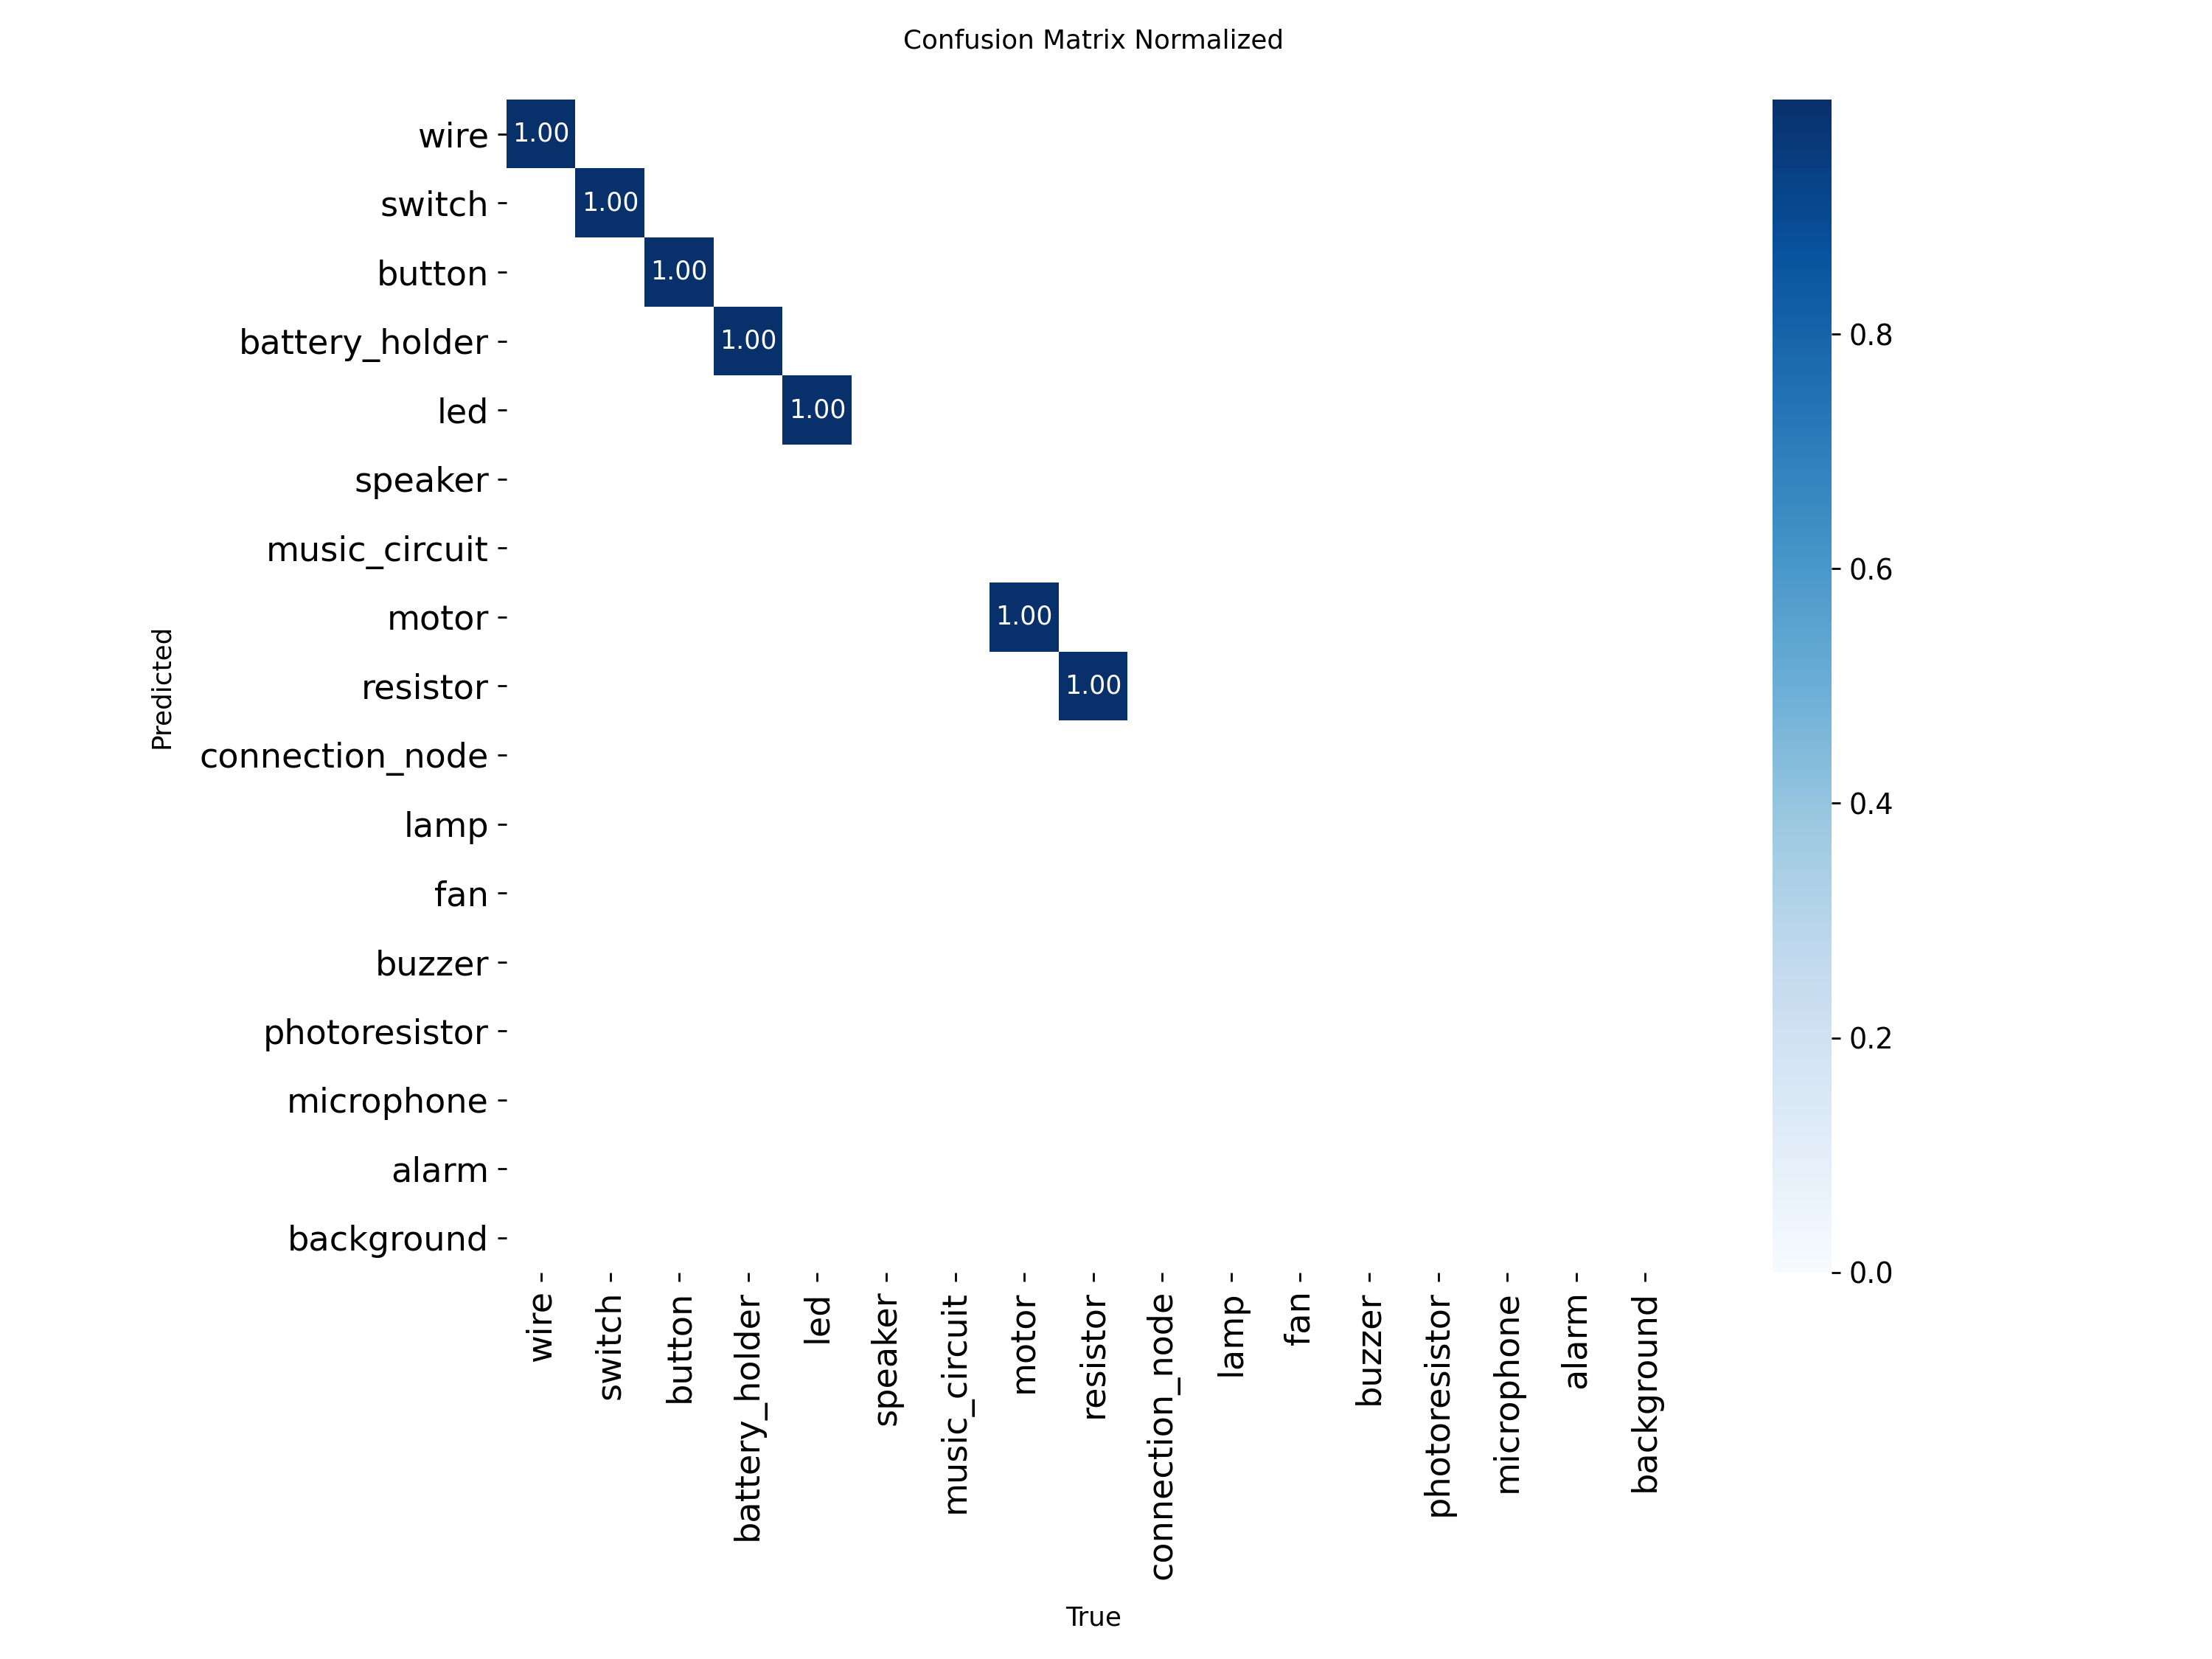 Confusion Matrix Normalized
wire
1.00
switch
1.00
button
1.00
battery_holder
1.00
led
1.00
speaker
music_circuit
motor
1.00
resistor
1.00
connection_node
lamp
fan
buzzer
photoresistor
microphone
alarm
background
Predicted
wire
switch
button
battery_holder
led
speaker
music_circuit
motor
resistor
connection_node
lamp
fan
buzzer
photoresistor
microphone
alarm
background
True
0.8
0.6
0.4
0.2
0.0